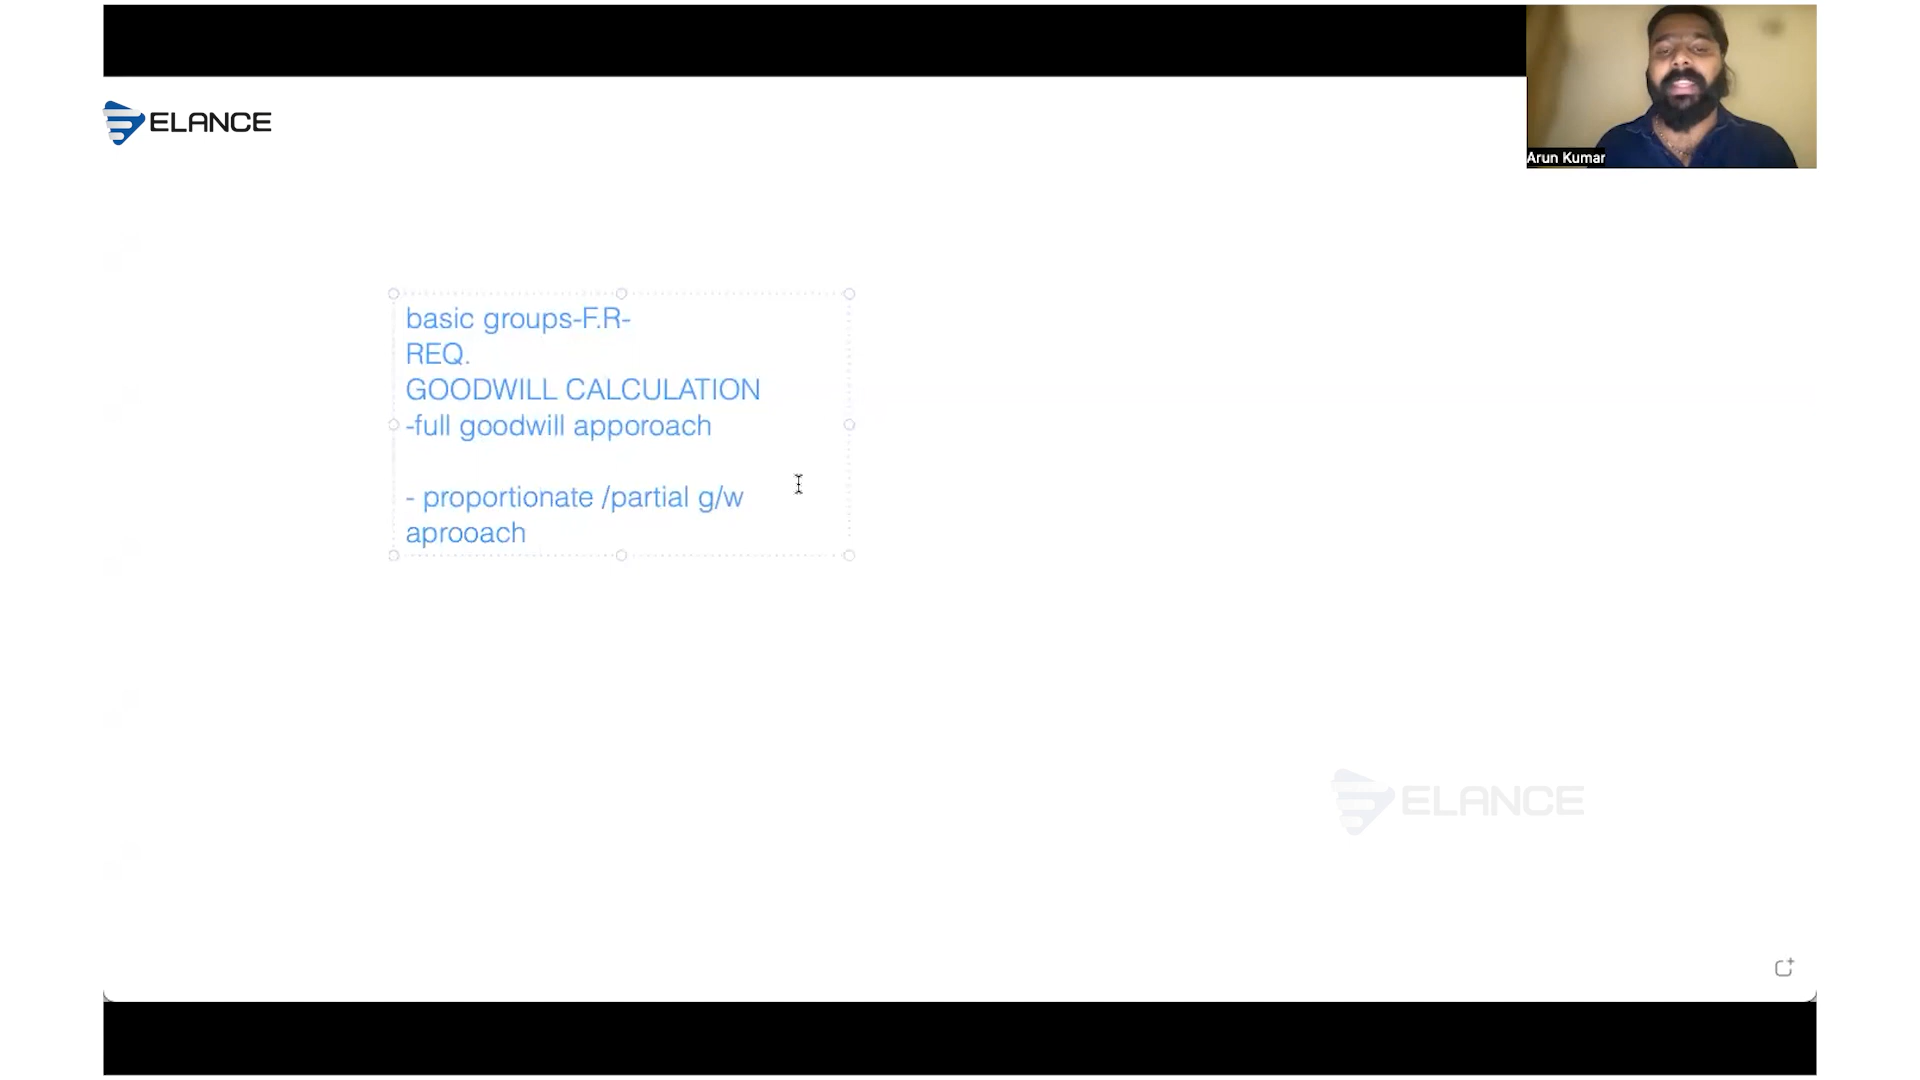 ELANCE
Arun Kumar
basic groups-F.R-
REQ.
GOODWILL CALCULATION
-full goodwill apporoach
- proportionate /partial g/w
aprooach
ELANCE